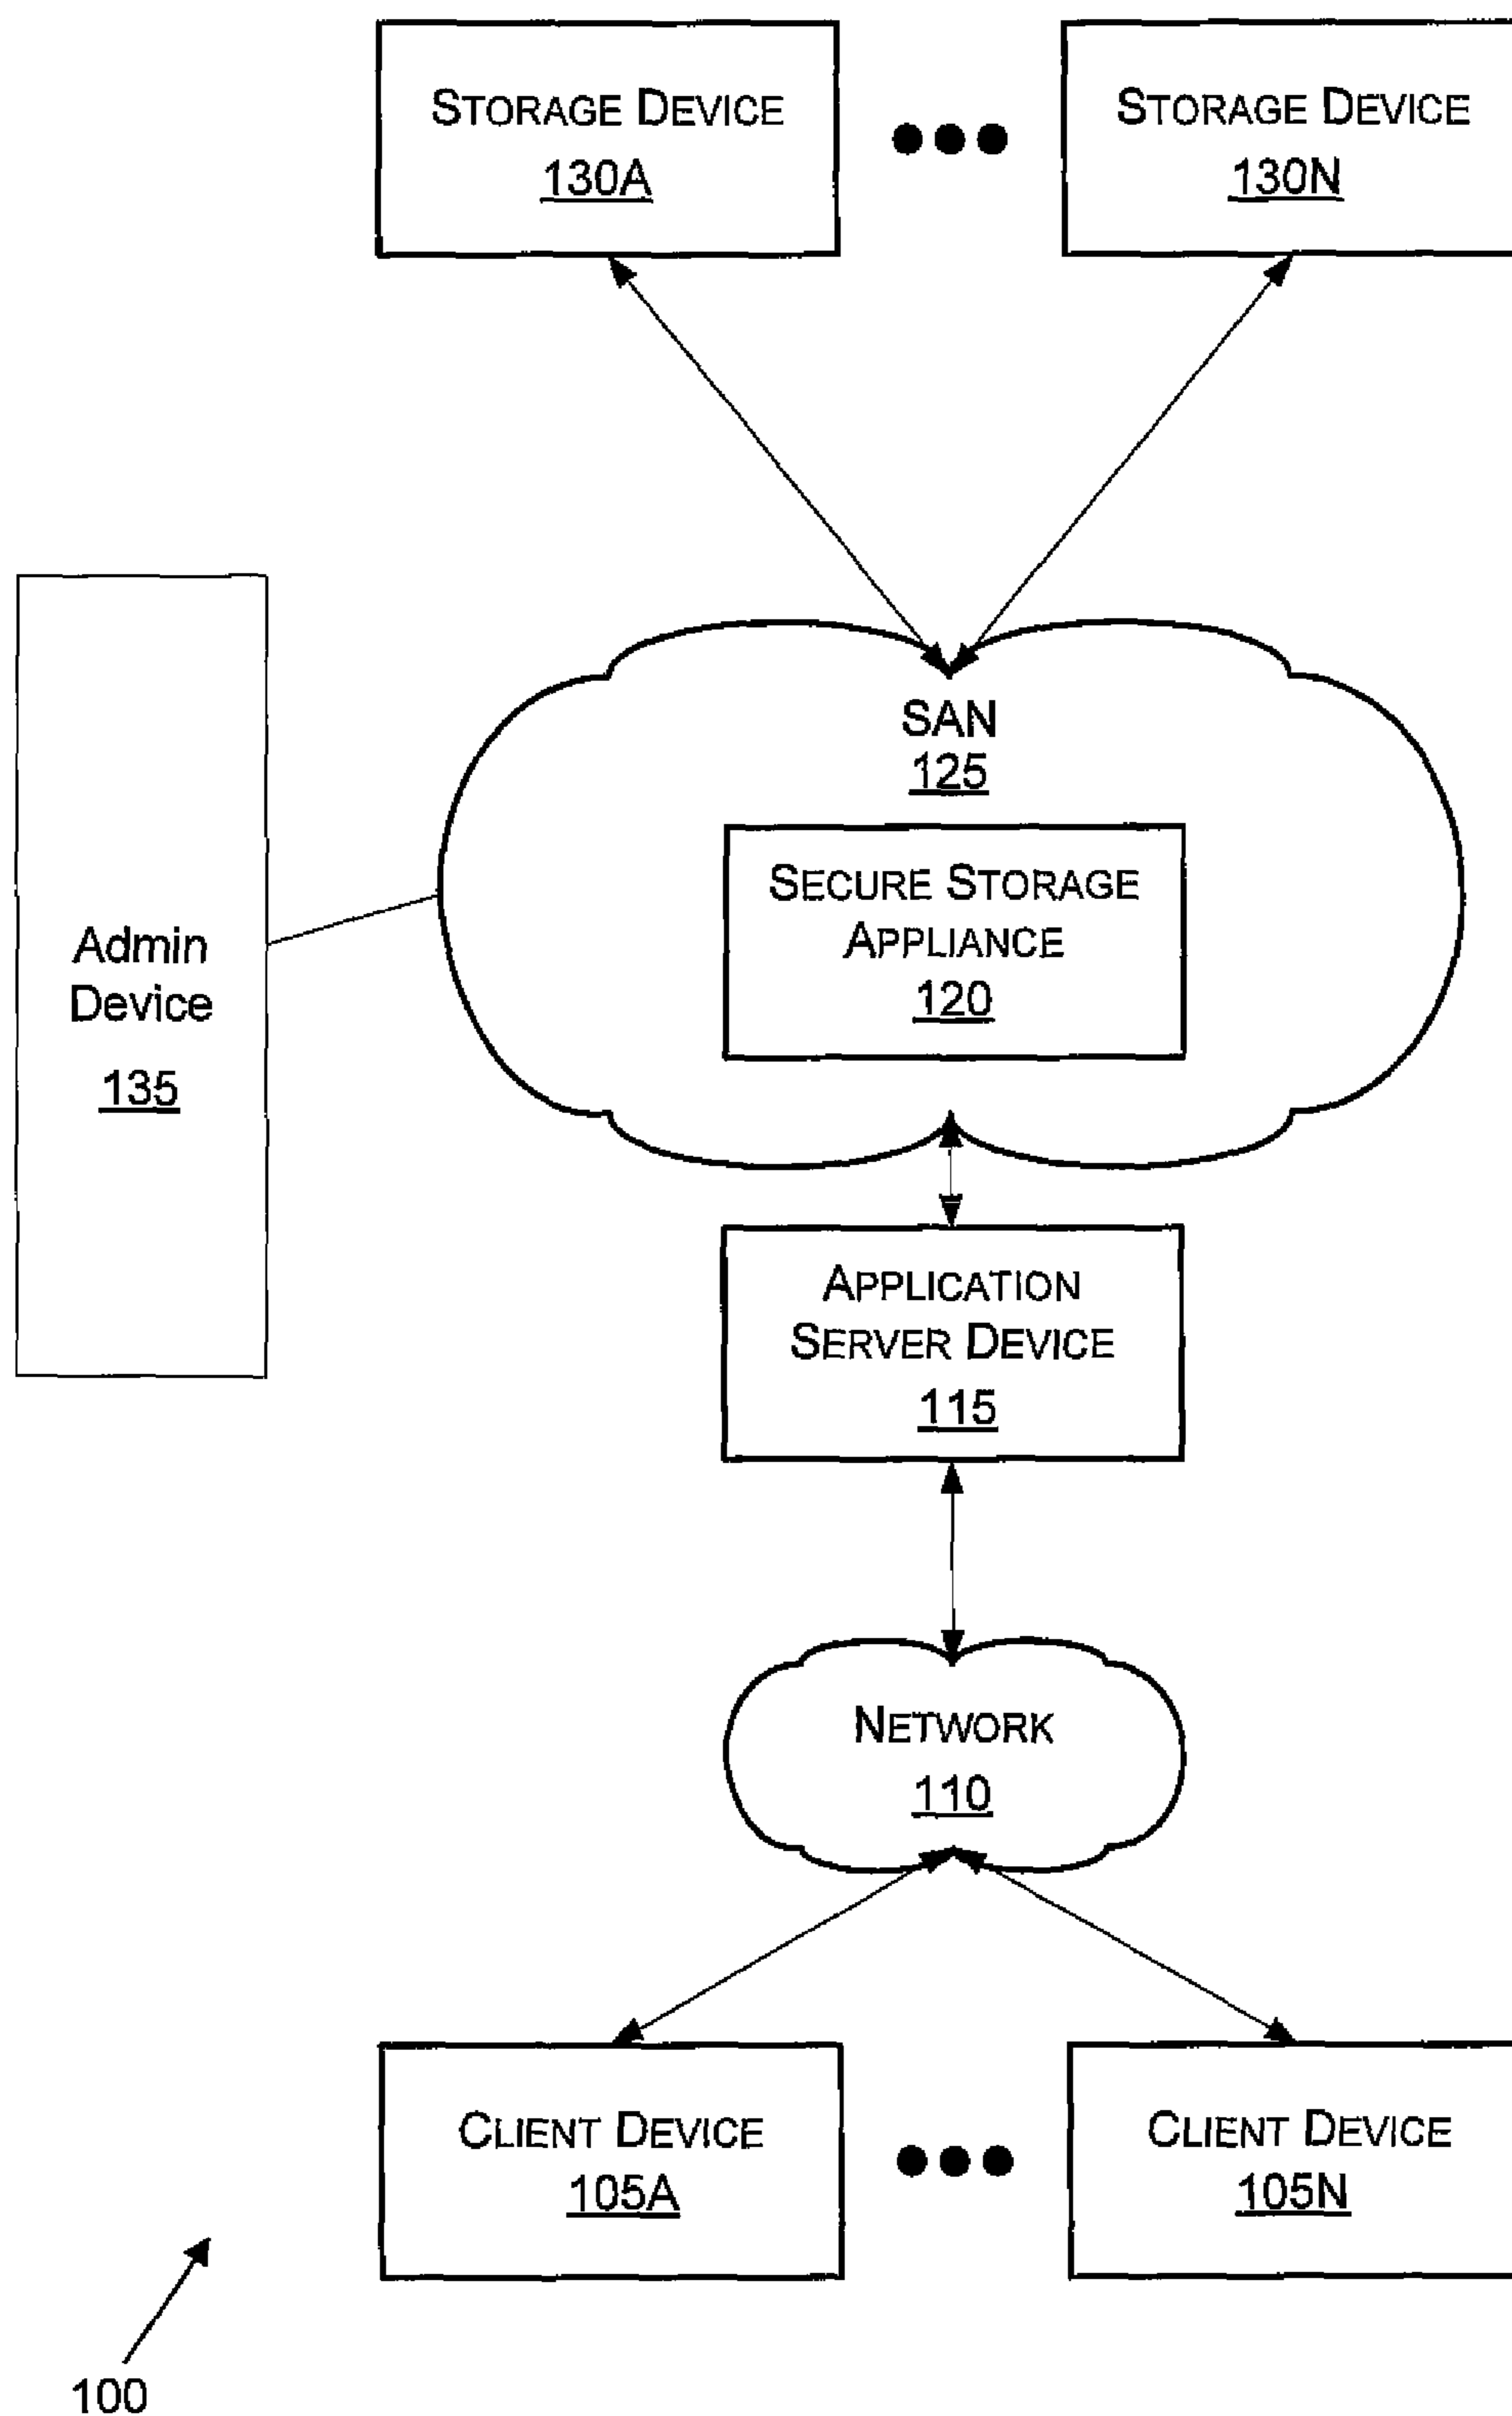 STORAGE DEVICE
130A
STORAGE DEVICE
130N
SAN
125
SECURE STORAGE
APPLIANCE
120
Admin
Device
135
APPLICATION
SERVER DEVICE
115
NETWORK
110
CLIENT DEVICE
105A
CLIENT DEVICE
105N
100